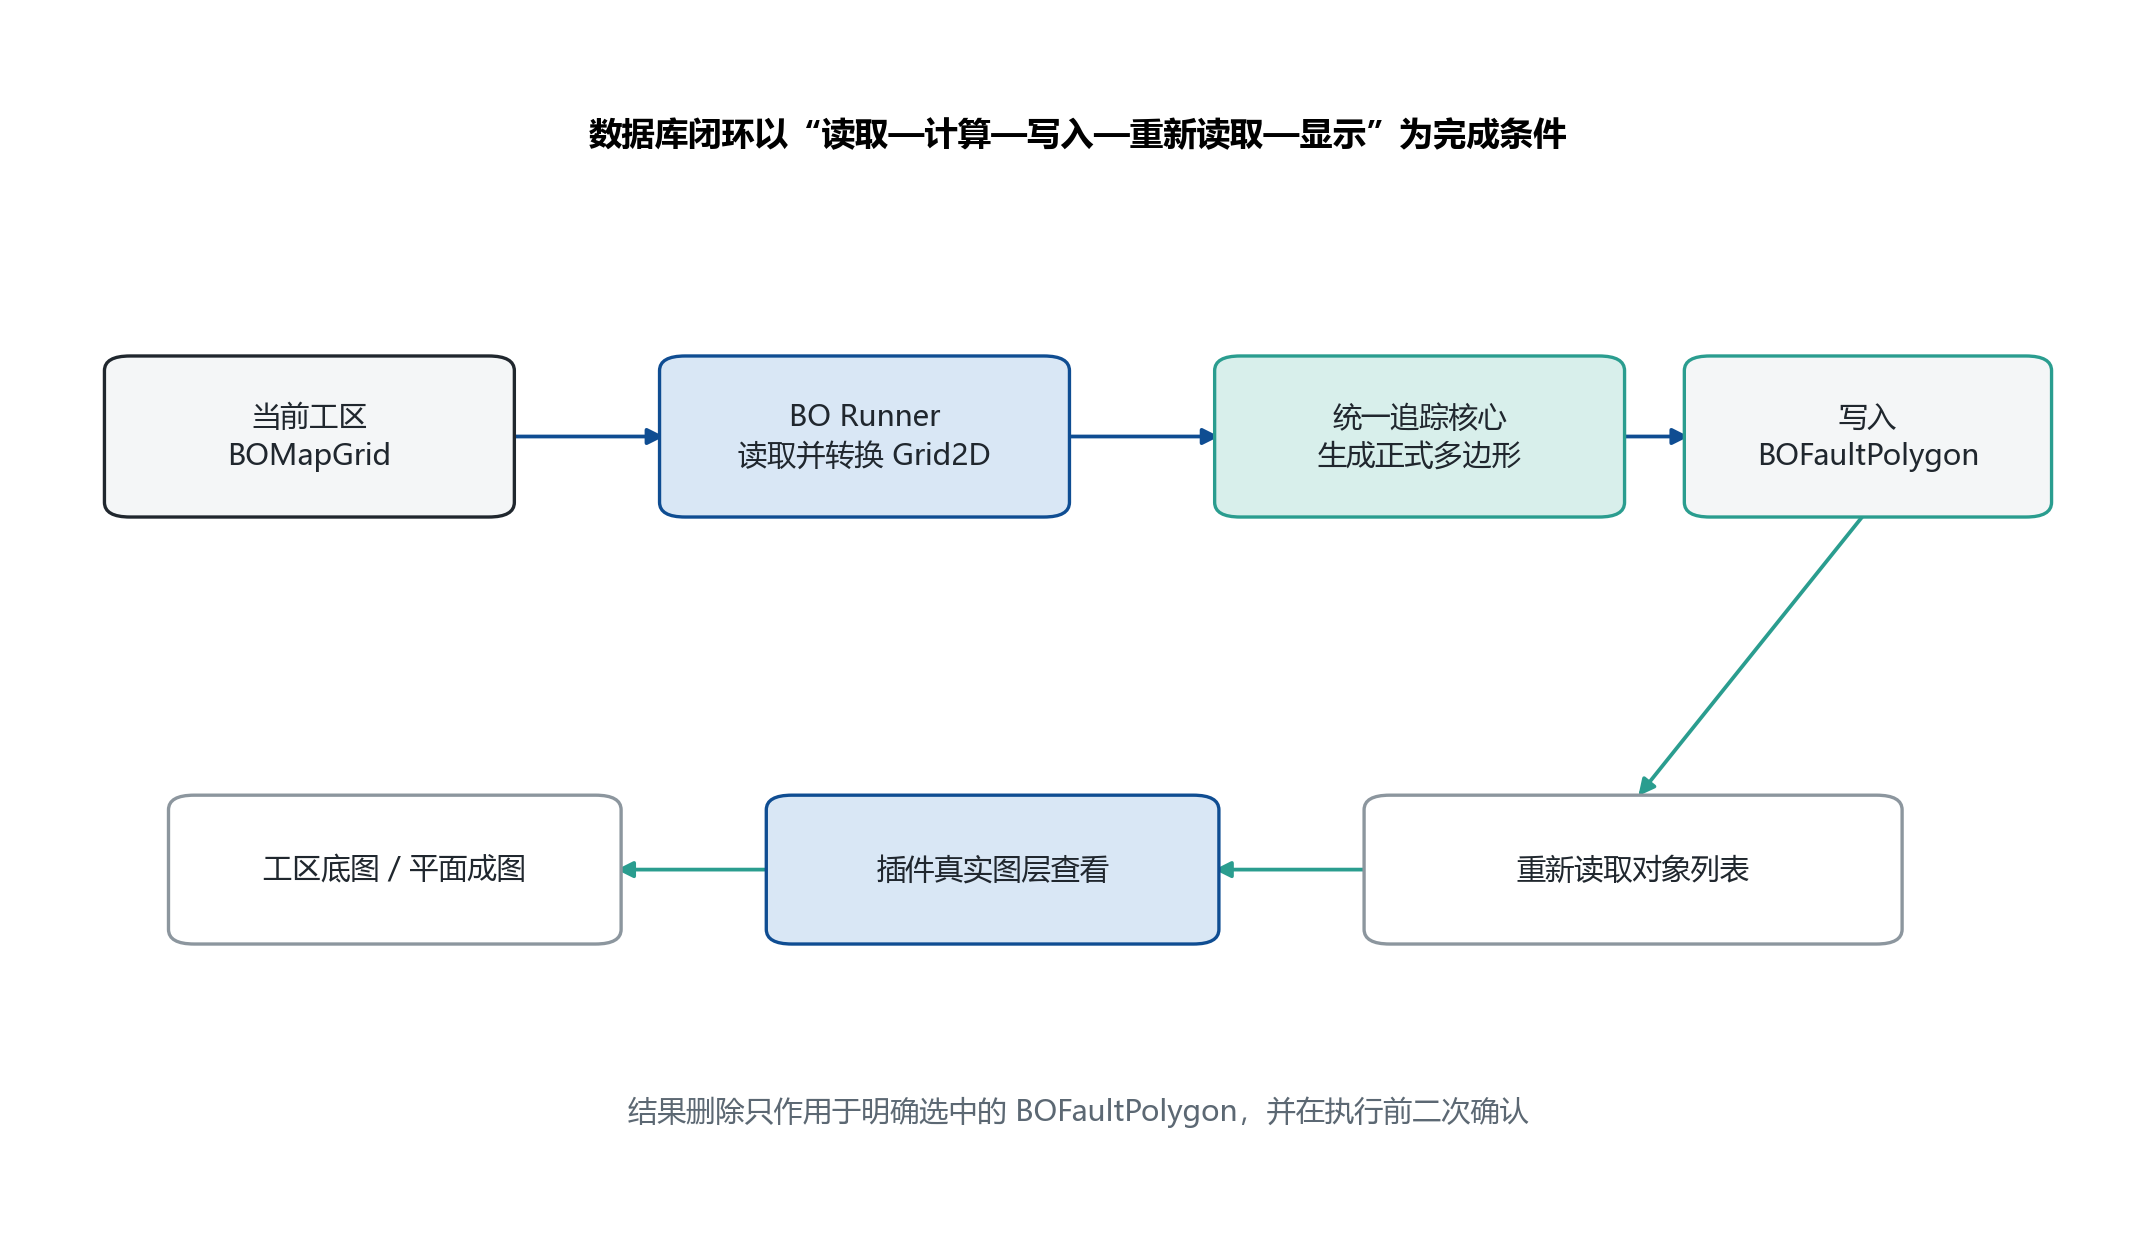 数据库闭环以“读取—计算—写入—重新读取—显示”为完成条件
当前工区
BOMapGrid
BO Runner
读取并转换 Grid2D
统一追踪核心
生成正式多边形
写入
BOFaultPolygon
工区底图 / 平面成图
插件真实图层查看
重新读取对象列表
结果删除只作用于明确选中的 BOFaultPolygon，并在执行前二次确认